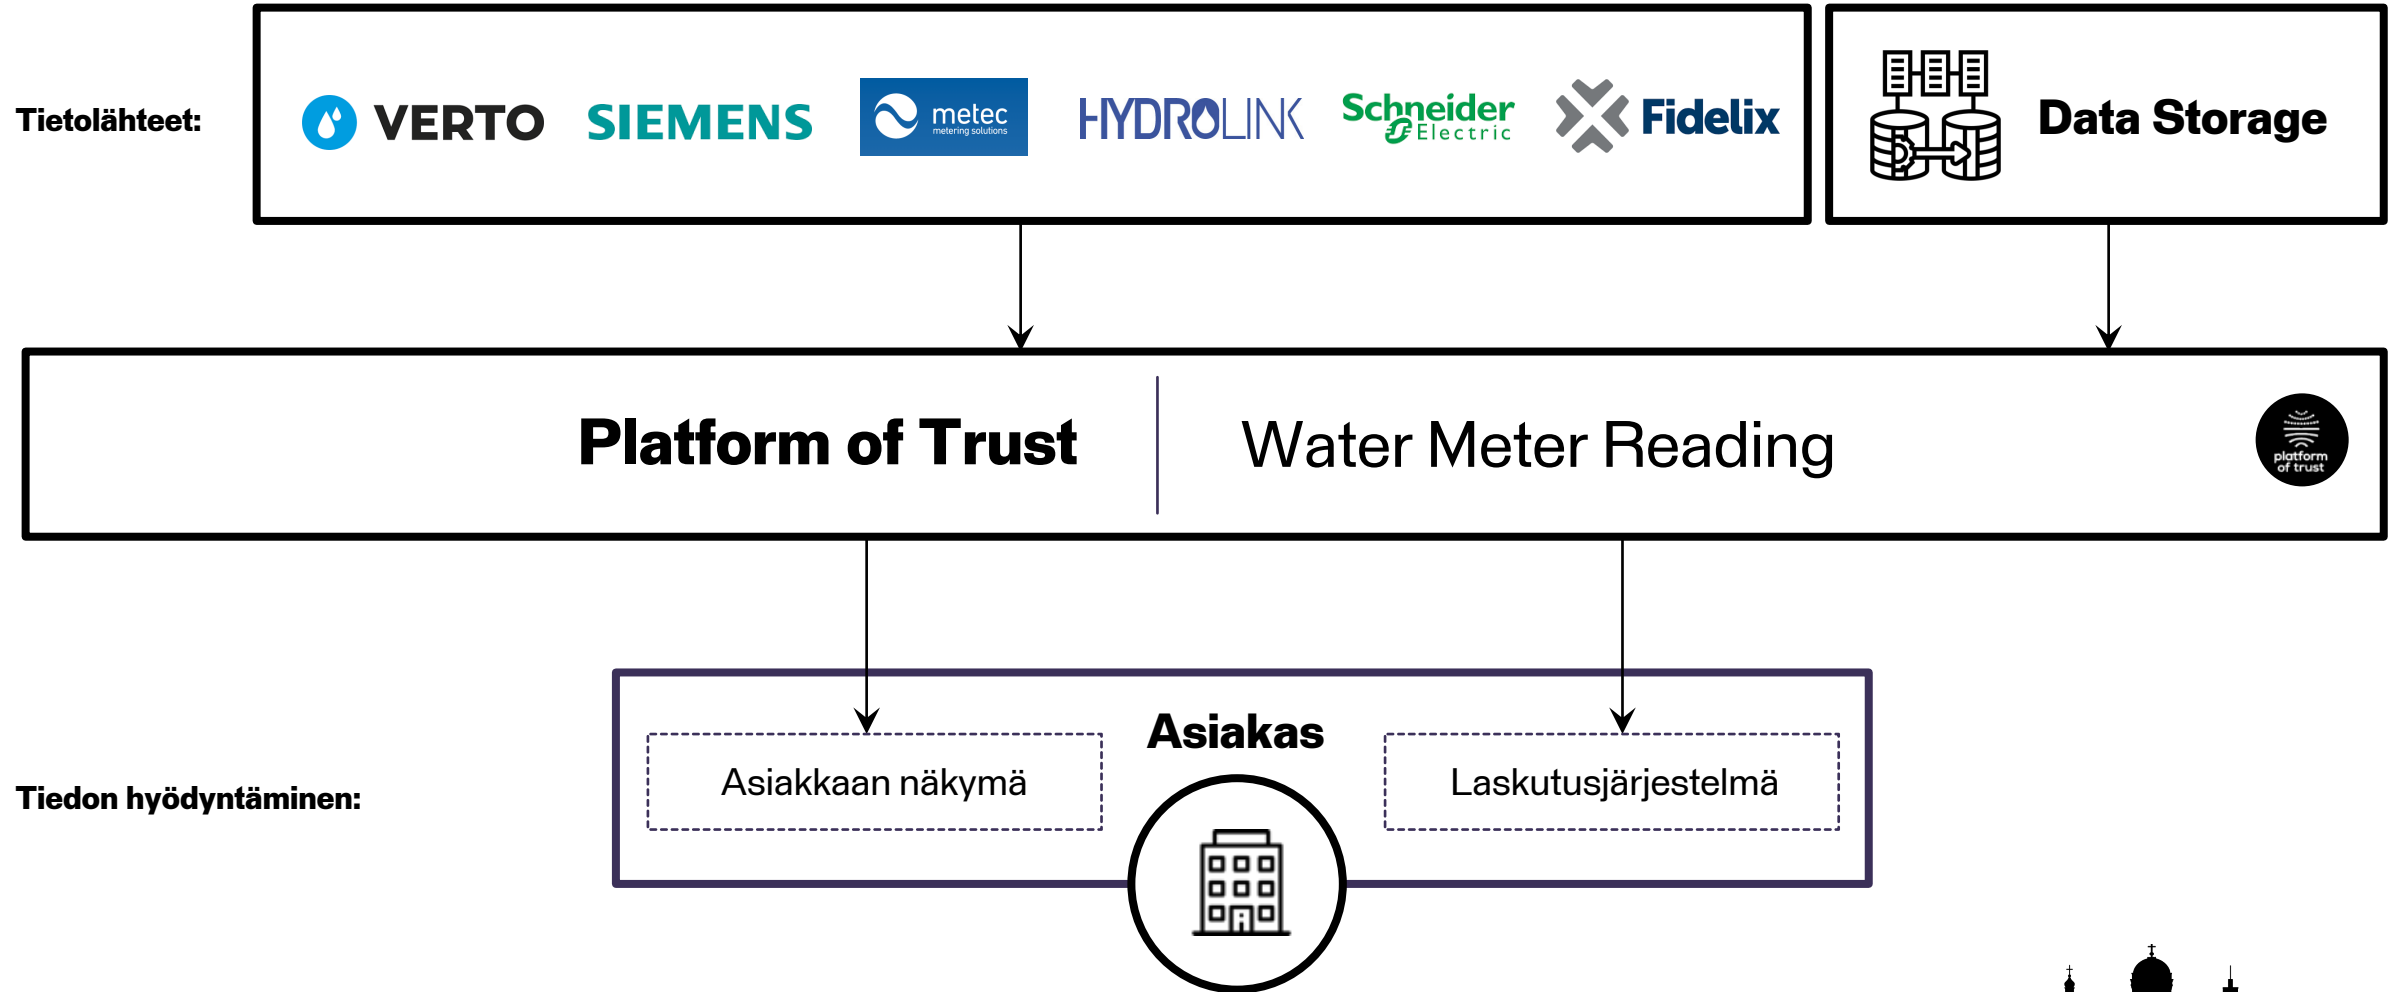 Tietolähteet:
VERTO
SIEMENS
metec
metering solutions
HYDROLINK
Schneider
Electric
Fidelix
Data Storage
Platform of Trust
Water Meter Reading
platform
of trust
Asiakas
Asiakkaan näkymä
Laskutusjärjestelmä
Tiedon hyödyntäminen: